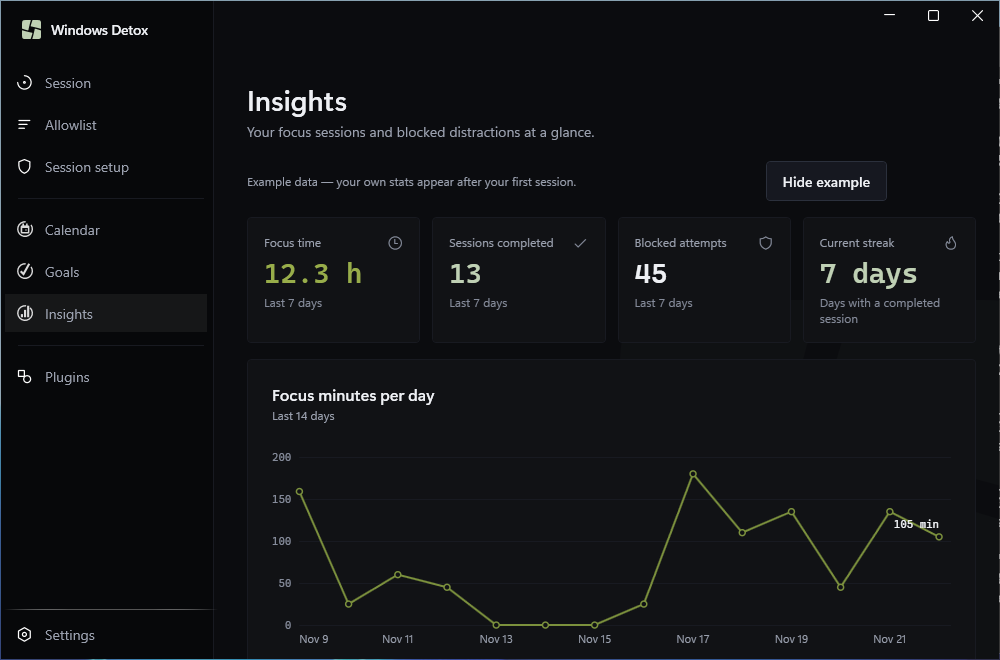 Windows Detox
Session
Allowlist
Session setup
Calendar
Goals
Insights
Plugins
Settings
Insights
Your focus sessions and blocked distractions at a glance.
Example data — your own stats appear after your first session.
Hide example
Focus time
12.3 h
Last 7 days
Sessions completed
13
Last 7 days
Blocked attempts
45
Last 7 days
Current streak
7 days
Days with a completed
session
Focus minutes per day
Last 14 days
200
150
100
50
0
105 min
Nov 9 Nov 11 Nov 13 Nov 15 Nov 17 Nov 19 Nov 21